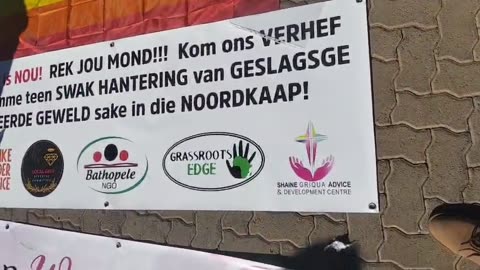 is NOU! REK JOU MOND!!! Kom ons VERHEF
mme teen SWAK HANTERING van GESLAGSGE
EERDE GEWELD sake in die NOORDKAAP!
Bathopele
NGO
GRASSROOTS
EDGE
SHAINE GRIQUA ADVICE
& DEVELOPMENT CENTRE